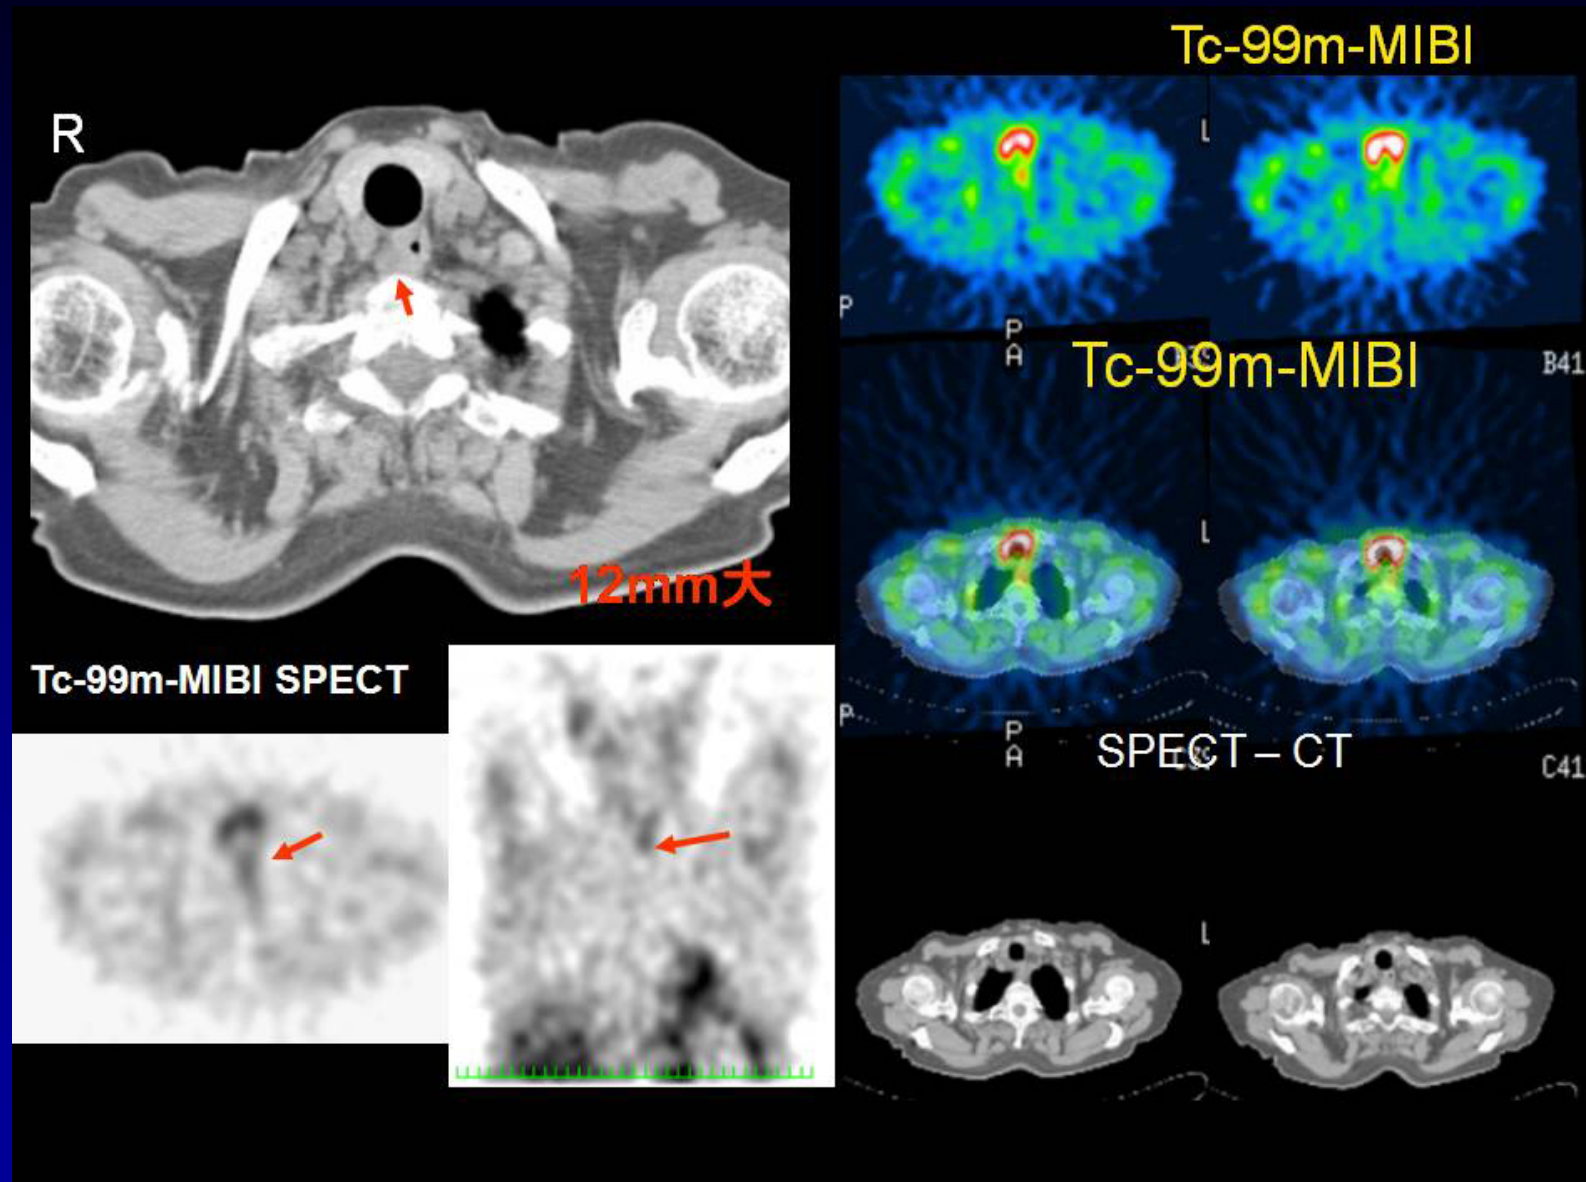 Tc-99m-MIBI
R
L
P
P
A
Tc-99m-MIBI
B41
12mm大
L
Tc-99m-MIBI SPECT
P
P
A
SPECT – CT
C41
L